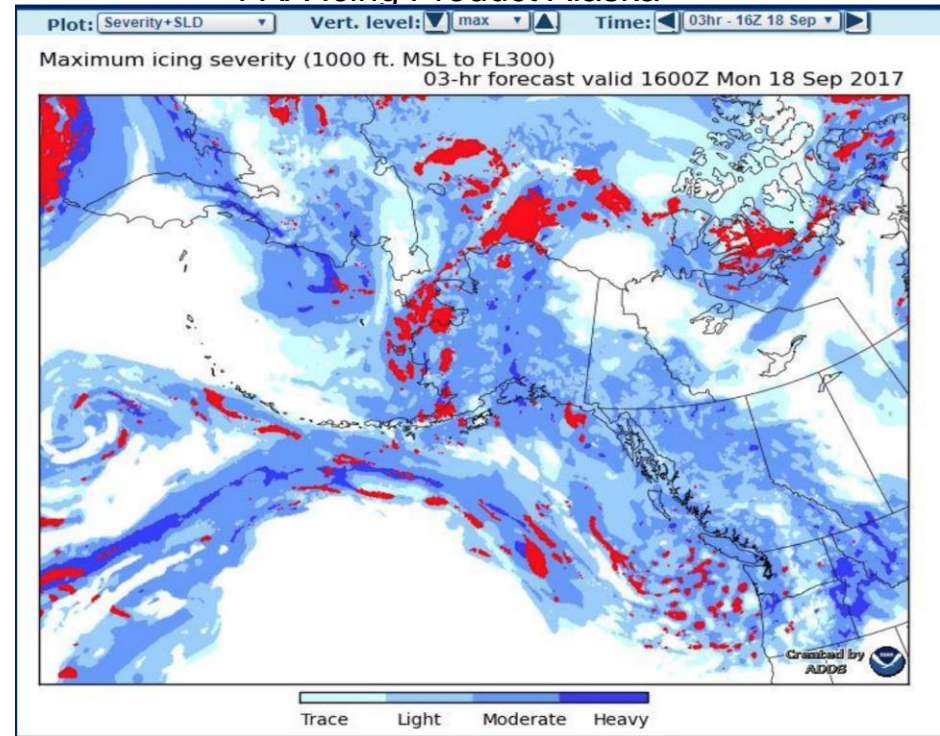 Plot: Severity+SLD Vert. level: max Time: 03hr - 16Z 18 Sep
Maximum icing severity (1000 ft. MSL to FL300)
03-hr forecast valid 1600Z Mon 18 Sep 2017
Created by
ADDS
Trace Light Moderate Heavy